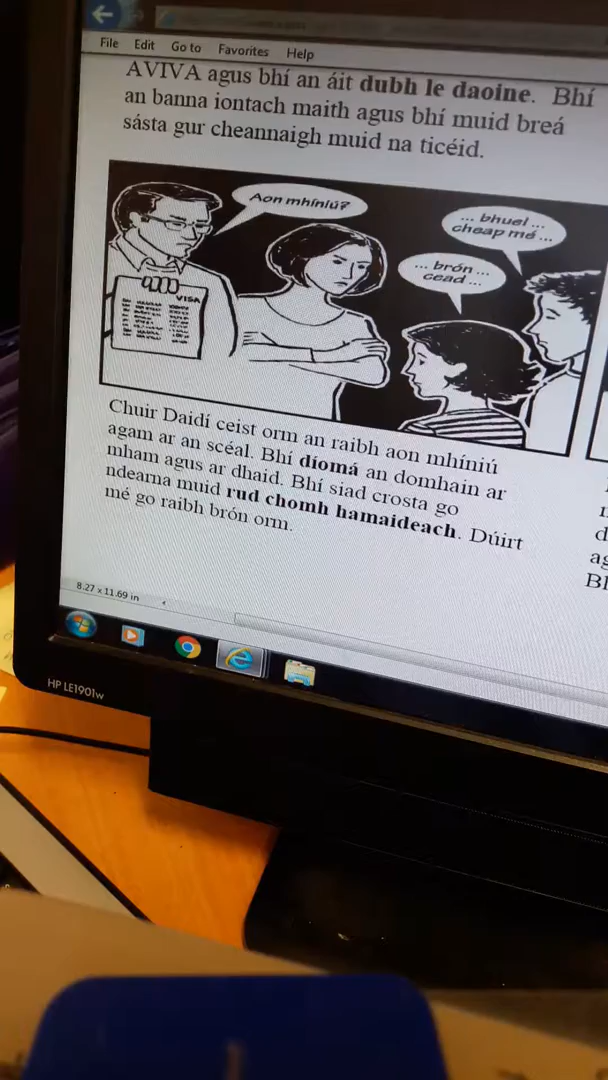 File Edit Go to Favorites Help
AVIVA agus bhí an áit dubh le daoine. Bhí
an banna iontach maith agus bhí muid breá
sásta gur cheannaigh muid na ticéid.
Aon mhíniú?
... bhuel ...
cheap mé ...
... brón ...
cead ...
VISA
Chuir Daidí ceist orm an raibh aon mhíniú
agam ar an scéal. Bhí díomá an domhain ar
mham agus ar dhaid. Bhí siad crosta go
ndearna muid rud chomh hamaideach. Dúirt
mé go raibh brón orm.
8.27 x 11.69 in
HP LE1901w